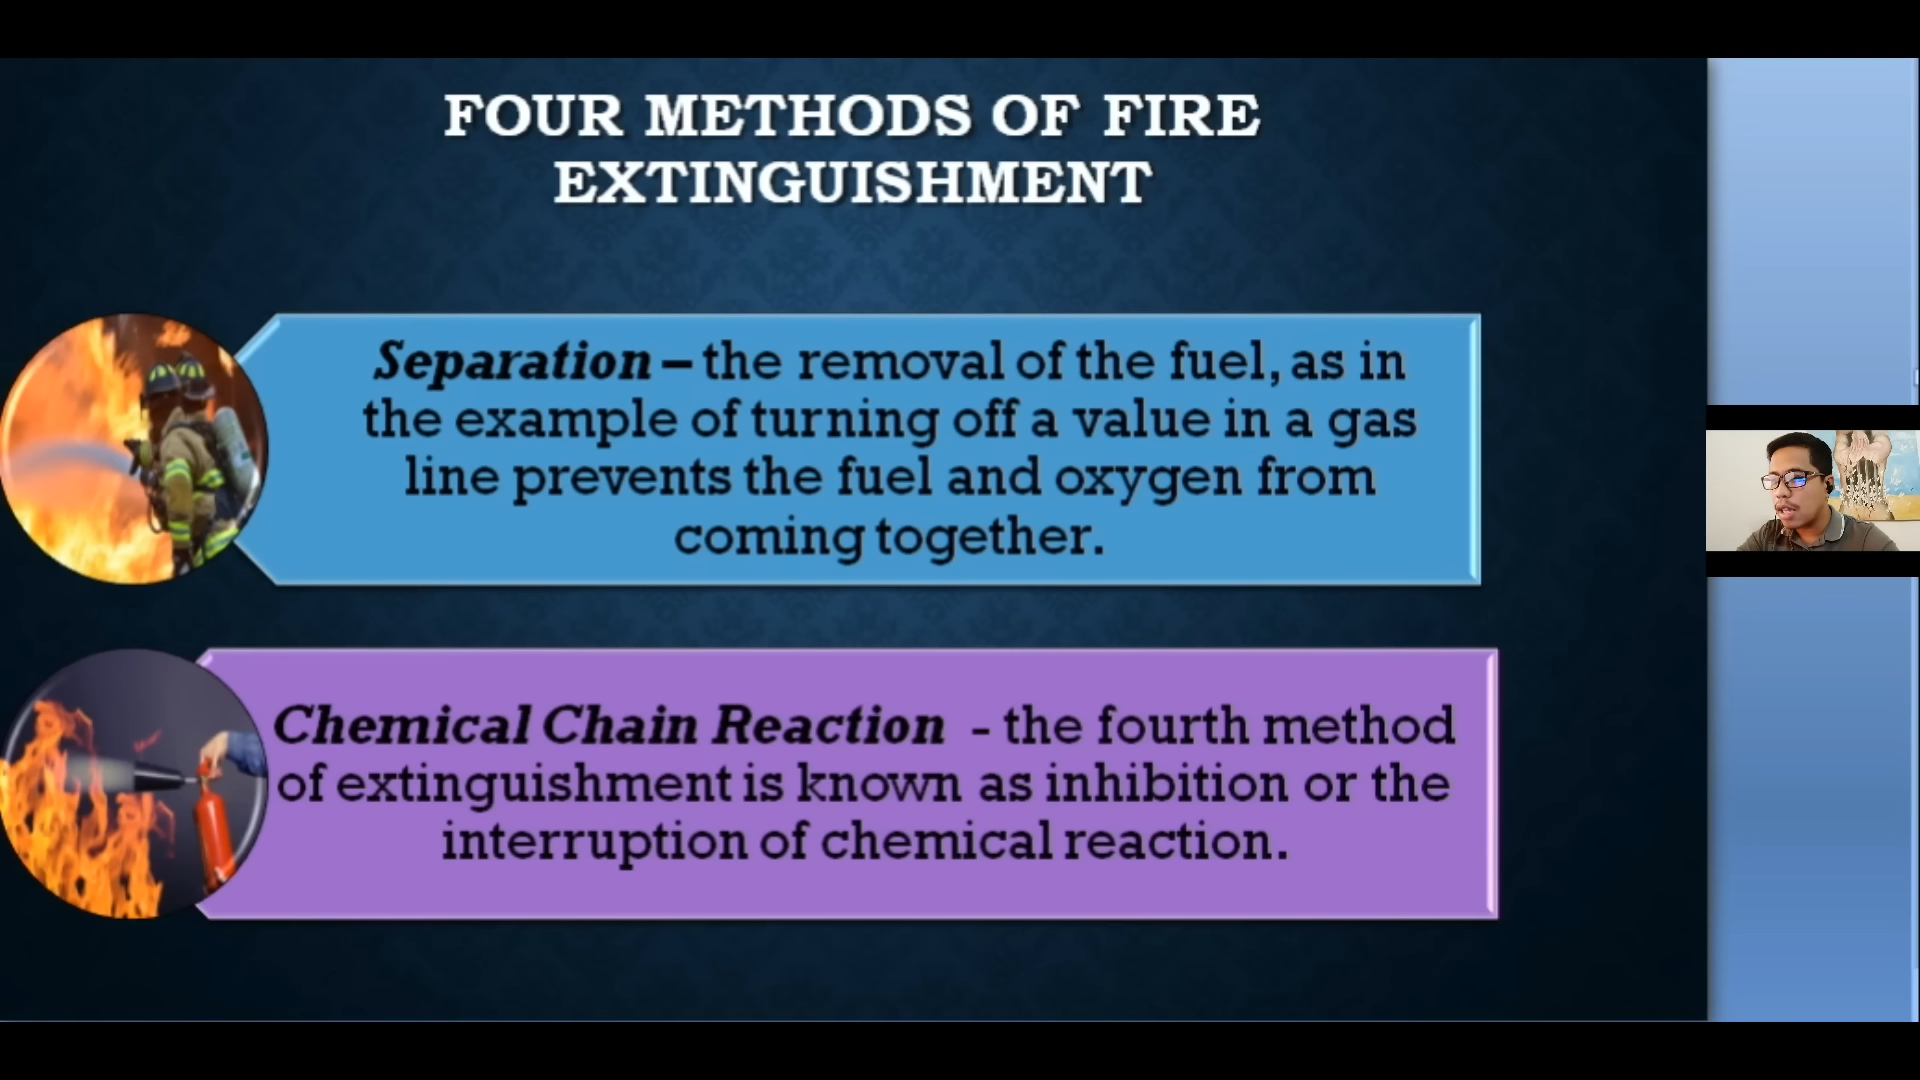 FOUR METHODS OF FIRE
EXTINGUISHMENT
Separation – the removal of the fuel, as in
the example of turning off a value in a gas
line prevents the fuel and oxygen from
coming together.
Chemical Chain Reaction - the fourth method
of extinguishment is known as inhibition or the
interruption of chemical reaction.